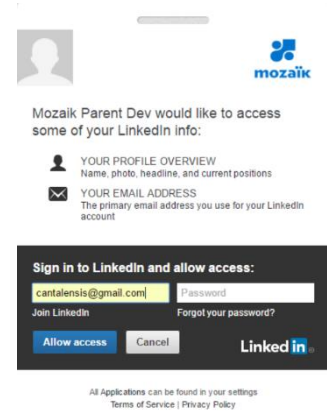 mozaïk
Mozaik Parent Dev would like to access
some of your LinkedIn info:
YOUR PROFILE OVERVIEW
Name, photo, headline, and current positions
YOUR EMAIL ADDRESS
The primary email address you use for your LinkedIn
account
Sign in to LinkedIn and allow access:
cantalensis@gmail.com Password
Join LinkedIn Forgot your password?
Allow access Cancel Linked in
All Applications can be found in your settings
Terms of Service | Privacy Policy